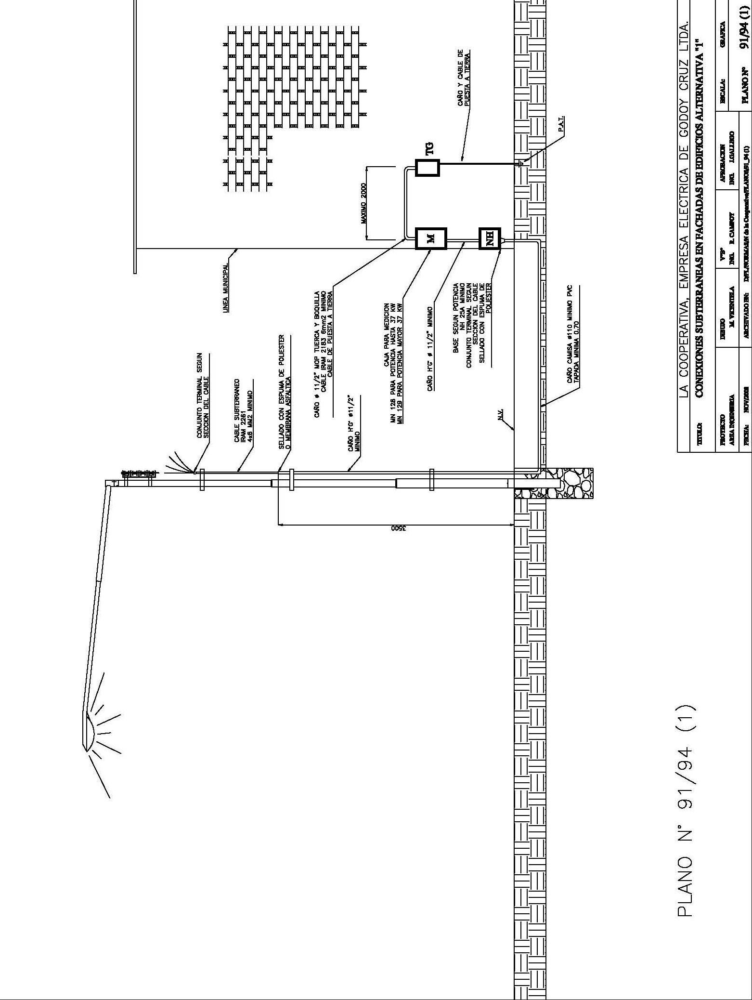 LINEA MUNICIPAL
CONJUNTO TERMINAL SEGUN
SECCION DEL CABLE
CABLE SUBTERRANEO
IRAM 2261
4x6 MM2 MINIMO
SELLADO CON ESPUMA DE POLIESTER
O MEMBRANA ASFALTICA
CAÑO ø 11/2" MOP TUERCA Y BOQUILLA
CABLE IRAM 2183 6mm2 MINIMO
CABLE DE PUESTA A TIERRA
CAÑO H'G' ø11/2"
MINIMO
MAXIMO 2000
CAJA PARA MEDICION
MN 128 PARA POTENCIA HASTA 37 KW
MN 129 PARA POTENCIA MAYOR 37 KW
3500
M
TG
CAÑO H'G' ø 11/2" MINIMO
CAÑO Y CABLE DE
PUESTA A TIERRA
BASE SEGUN POTENCIA
NH 25A MINIMO
CONJUNTO TERMINAL SEGUN
SECCION DEL CABLE
SELLADO CON ESPUMA DE
POLIESTER
NH
N.V.
P.A.T.
CAÑO CAMISA ø110 MINIMO PVC
TAPADA MINIMA 0.70
PLANO N° 91/94 (1)
LA COOPERATIVA, EMPRESA ELECTRICA DE GODOY CRUZ LTDA.
TITULO: CONEXIONES SUBTERRANEAS EN FACHADAS DE EDIFICIOS ALTERNATIVA "1"
PROYECTO
AREA INGENIERIA
DIBUJO
M. VICENTELA
V°B°
ING. R. CAMPOY
APROBACION
ING. J.GALLEGO
ESCALA: GRAFICA
FECHA: NOV/2002
ARCHIVADO EN:
PLANO N° 91/94 (1)